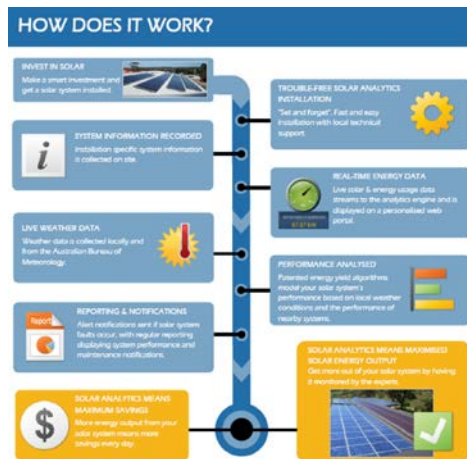 HOW DOES IT WORK?
INVEST IN SOLAR
Make a smart investment and
get a solar system installed.
TROUBLE-FREE SOLAR ANALYTICS
INSTALLATION
"Set and Forget". Fast and easy
installation with local technical
support
SYSTEM INFORMATION RECORDED
Installation specific system information
is collected on site.
REAL-TIME ENERGY DATA
Live solar & energy usage data
streams to the analytics engine and is
displayed on a personalised web
portal.
LIVE WEATHER DATA
Weather data is collected locally and
from the Australian Bureau of
Meteorology.
PERFORMANCE ANALYSED
Patented energy yield algorithms
model your solar system's
performance based on local weather
conditions and the performance of
nearby systems.
REPORTING & NOTIFICATIONS
Report
Alert notifications sent if solar system
faults occur, with regular reporting
displaying system performance and
maintenance notifications.
SOLAR ANALYTICS MEANS MAXIMISED
SOLAR ENERGY OUTPUT
Get more out of your solar system by having
it monitored by the experts.
SOLAR ANALYTICS MEANS
MAXIMUM SAVINGS
$
More energy output from your
solar system means more
savings every day.